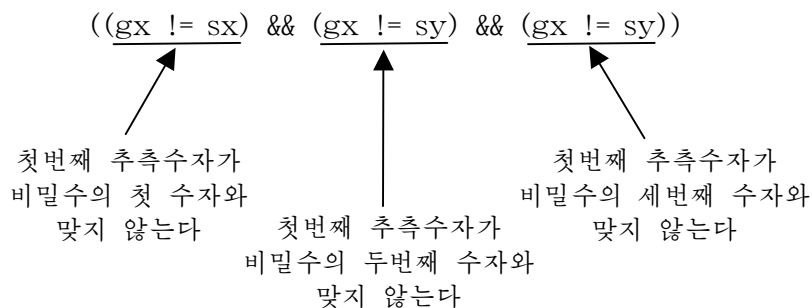 ((gx != sx) && (gx != sy) && (gx != sy))
첫번째 추측수자가
비밀수의 첫 수자와
맞지 않는다
첫번째 추측수자가
비밀수의 두번째 수자와
맞지 않는다
첫번째 추측수자가
비밀수의 세번째 수자와
맞지 않는다